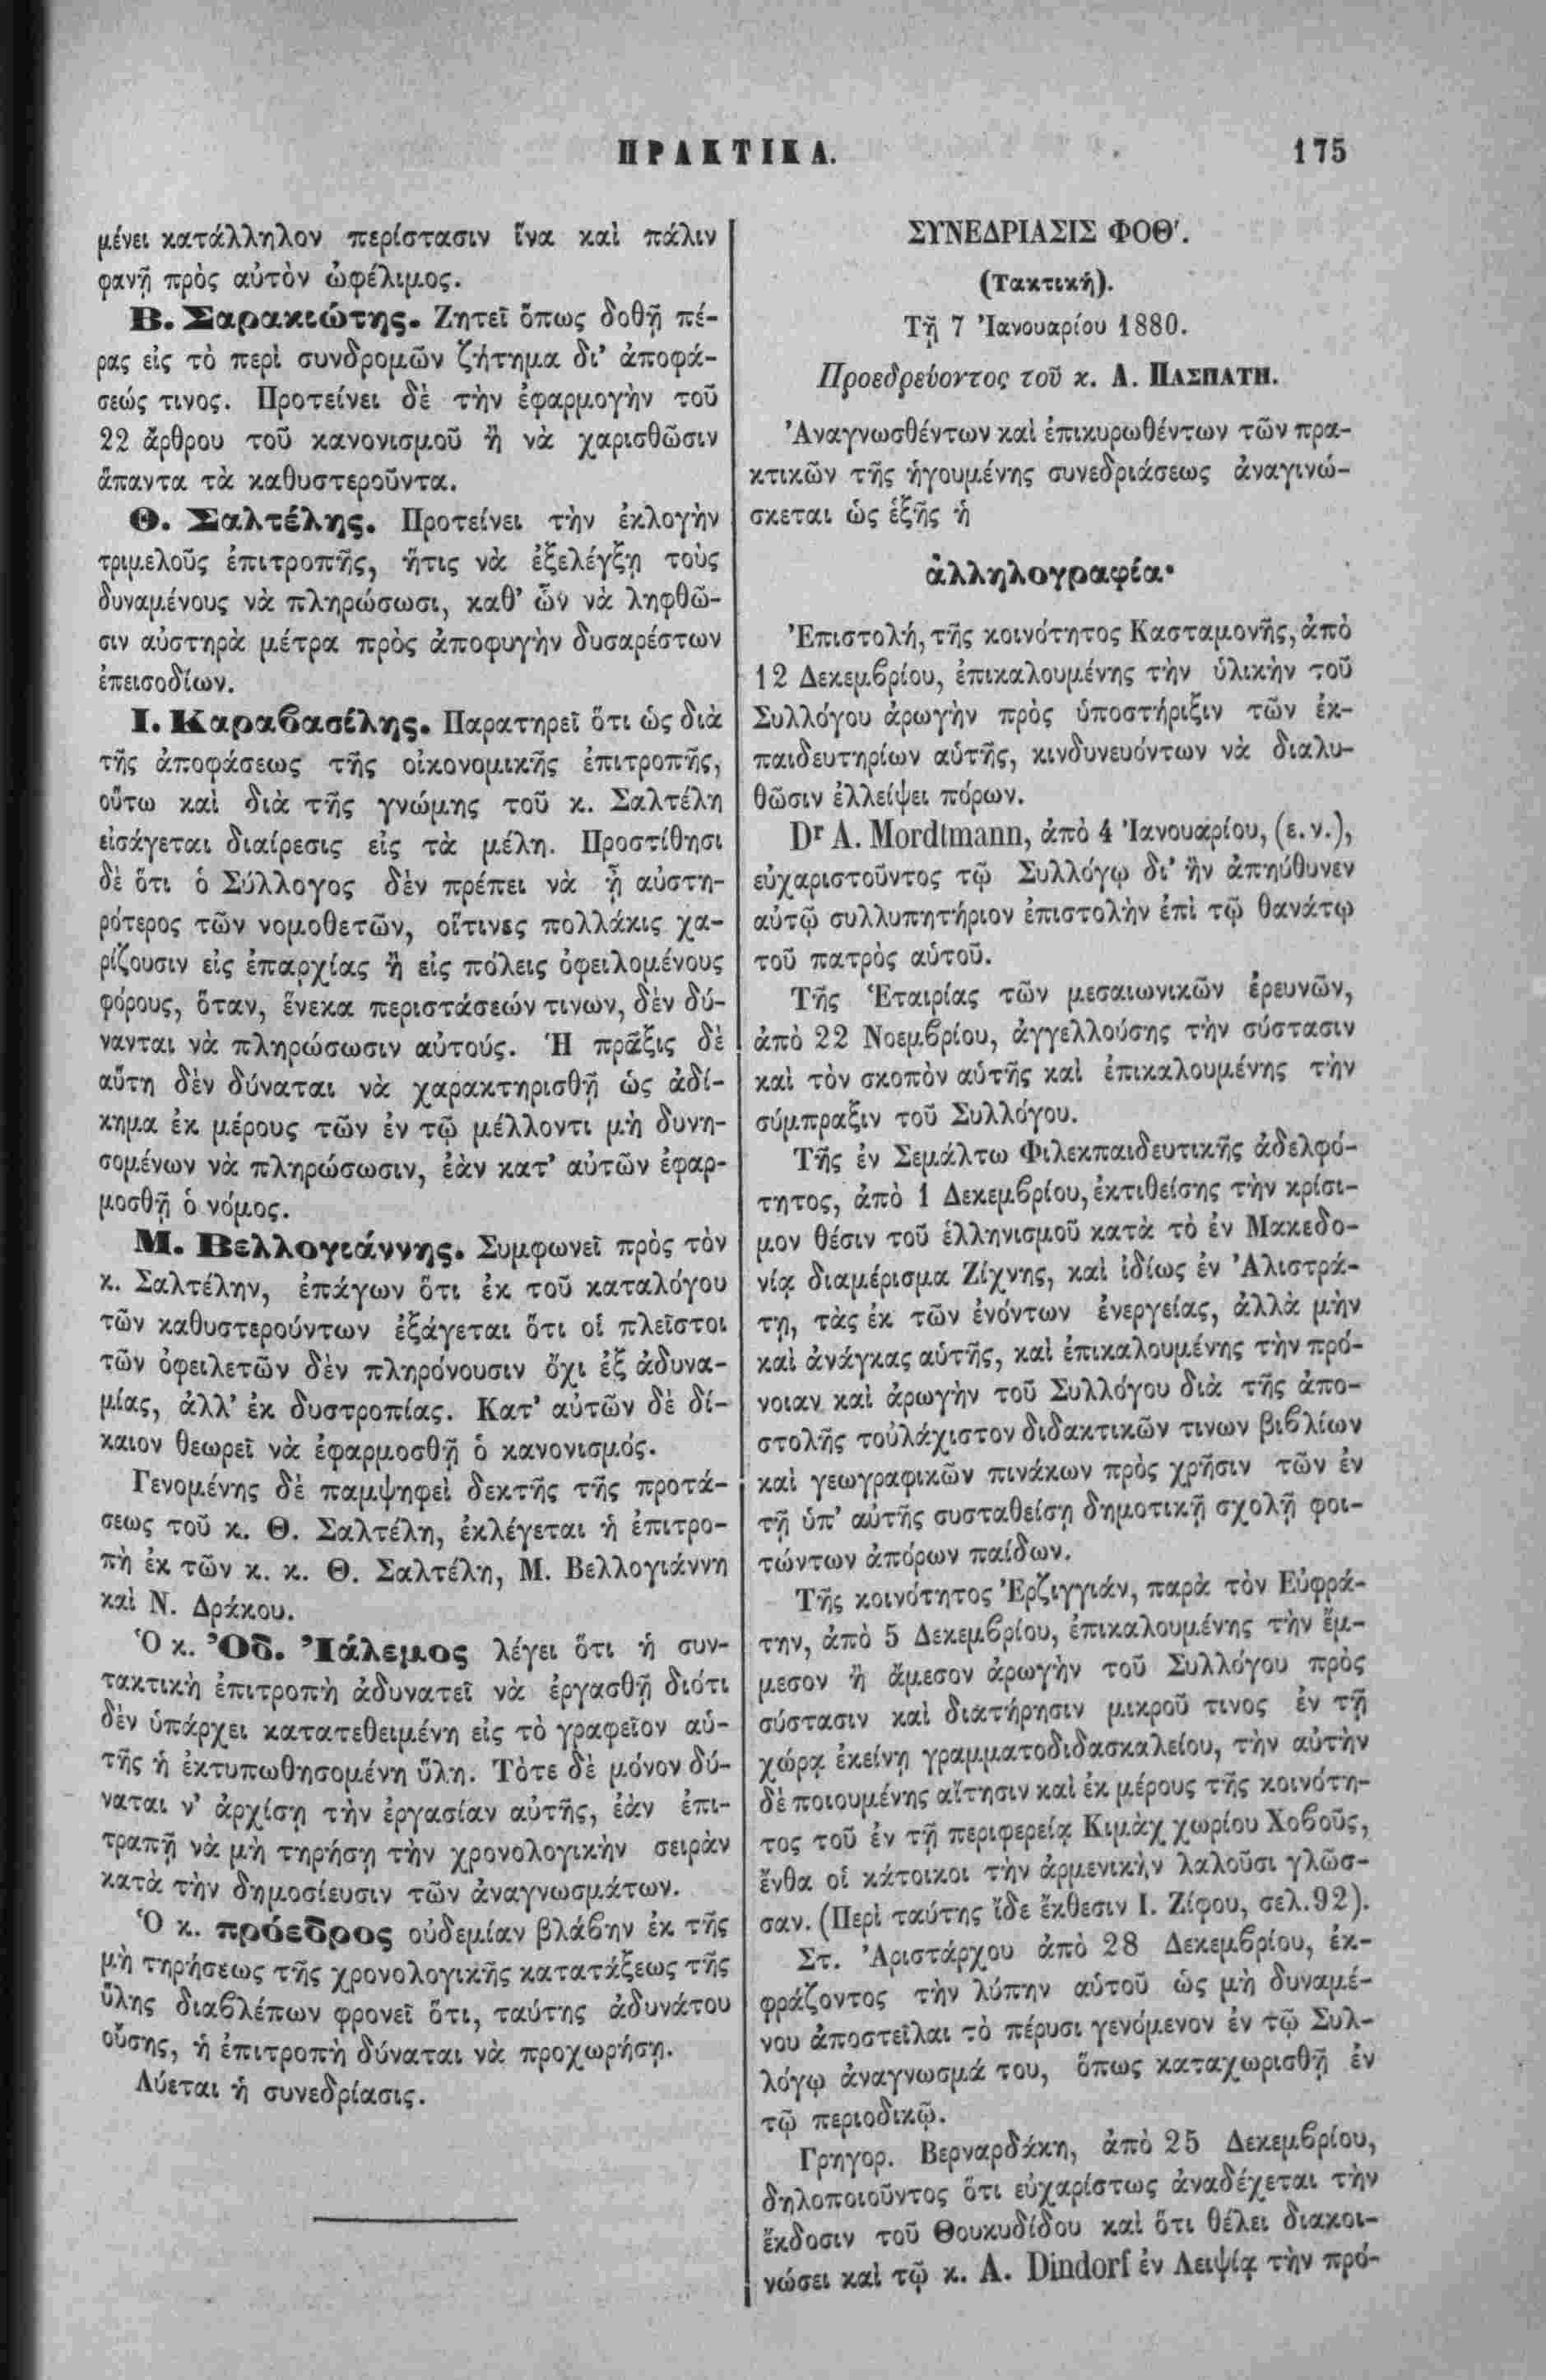 ΠΡΑΚΤΙΚΑ.
175
μένει κατάλληλον περίστασιν ἵνα καὶ πάλιν
φανῇ πρὸς αὐτὸν ὠφέλιμος.
Β. Σαρακιώτης. Ζητεῖ ὅπως δοθῇ πέ-
ρας εἰς τὸ περὶ συνδρομῶν ζήτημα δι’ ἀποφά-
σεώς τινος. Προτείνει δὲ τὴν ἐφαρμογὴν τοῦ
22 ἄρθρου τοῦ κανονισμοῦ ἢ νὰ χαρισθῶσιν
ἅπαντα τὰ καθυστεροῦντα.
Θ. Σαλτέλης. Προτείνει τὴν ἐκλογὴν
τριμελοῦς ἐπιτροπῆς, ἥτις νὰ ἐξελέγξῃ τοὺς
δυναμένους νὰ πληρώσωσι, καθ’ ὧν νὰ ληφθῶ-
σιν αὐστηρὰ μέτρα πρὸς ἀποφυγὴν δυσαρέστων
ἐπεισοδίων.
Ι. Καραβασίλης. Παρατηρεῖ ὅτι ὡς διὰ
τῆς ἀποφάσεως τῆς οἰκονομικῆς ἐπιτροπῆς,
οὕτω καὶ διὰ τῆς γνώμης τοῦ κ. Σαλτέλη
εἰσάγεται διαίρεσις εἰς τὰ μέλη. Προστίθησι
δὲ ὅτι ὁ Σύλλογος δὲν πρέπει νὰ ᾖ αὐστη-
ρότερος τῶν νομοθετῶν, οἵτινες πολλάκις χα-
ρίζουσιν εἰς ἐπαρχίας ἢ εἰς πόλεις ὀφειλομένους
φόρους, ὅταν, ἕνεκα περιστάσεών τινων, δὲν δύ-
νανται νὰ πληρώσωσιν αὐτούς. Ἡ πρᾶξις δὲ
αὕτη δὲν δύναται νὰ χαρακτηρισθῇ ὡς ἀδί-
κημα ἐκ μέρους τῶν ἐν τῷ μέλλοντι μὴ δυνη-
σομένων νὰ πληρώσωσιν, ἐὰν κατ’ αὐτῶν ἐφαρ-
μοσθῇ ὁ νόμος.
Μ. Βελλογιάννης. Συμφωνεῖ πρὸς τὸν
κ. Σαλτέλην, ἐπάγων ὅτι ἐκ τοῦ καταλόγου
τῶν καθυστερούντων ἐξάγεται ὅτι οἱ πλεῖστοι
τῶν ὀφειλετῶν δὲν πληρόνουσιν ὄχι ἐξ ἀδυνα-
μίας, ἀλλ’ ἐκ δυστροπίας. Κατ’ αὐτῶν δὲ δί-
καιον θεωρεῖ νὰ ἐφαρμοσθῇ ὁ κανονισμός.
Γενομένης δὲ παμψηφεὶ δεκτῆς τῆς προτά-
σεως τοῦ κ. Θ. Σαλτέλη, ἐκλέγεται ἡ ἐπιτρο-
πὴ ἐκ τῶν κ. κ. Θ. Σαλτέλη, Μ. Βελλογιάννη
καὶ Ν. Δράκου.
Ὁ κ. Ὀδ. Ἰάλεμος λέγει ὅτι ἡ συν-
τακτικὴ ἐπιτροπὴ ἀδυνατεῖ νὰ ἐργασθῇ διότι
δὲν ὑπάρχει κατατεθειμένη εἰς τὸ γραφεῖον αὑ-
τῆς ἡ ἐκτυπωθησομένη ὕλη. Τότε δὲ μόνον δύ-
ναται ν’ ἀρχίσῃ τὴν ἐργασίαν αὐτῆς, ἐὰν ἐπι-
τραπῇ νὰ μὴ τηρήσῃ τὴν χρονολογικὴν σειρὰν
κατὰ τὴν δημοσίευσιν τῶν ἀναγνωσμάτων.
Ὁ κ. πρόεδρος οὐδεμίαν βλάβην ἐκ τῆς
μὴ τηρήσεως τῆς χρονολογικῆς κατατάξεως τῆς
ὕλης διαβλέπων φρονεῖ ὅτι, ταύτης ἀδυνάτου
οὔσης, ἡ ἐπιτροπὴ δύναται νὰ προχωρήσῃ.
Λύεται ἡ συνεδρίασις.
ΣΥΝΕΔΡΙΑΣΙΣ ΦΟΘ′.
(Τακτική).
Τῇ 7 Ἰανουαρίου 1880.
Προεδρεύοντος τοῦ κ. Α. ΠΑΣΠΑΤΗ.
Ἀναγνωσθέντων καὶ ἐπικυρωθέντων τῶν πρα-
κτικῶν τῆς ἡγουμένης συνεδριάσεως ἀναγινώ-
σκεται ὡς ἑξῆς ἡ
ἀλληλογραφία·
Ἐπιστολή, τῆς κοινότητος Κασταμονῆς, ἀπὸ
12 Δεκεμβρίου, ἐπικαλουμένης τὴν ὑλικὴν τοῦ
Συλλόγου ἀρωγὴν πρὸς ὑποστήριξιν τῶν ἐκ-
παιδευτηρίων αὑτῆς, κινδυνευόντων νὰ διαλυ-
θῶσιν ἐλλείψει πόρων.
Dr A. Mordtmann, ἀπὸ 4 Ἰανουαρίου, (ε. ν.),
εὐχαριστοῦντος τῷ Συλλόγῳ δι’ ἣν ἀπηύθυνεν
αὐτῷ συλλυπητήριον ἐπιστολὴν ἐπὶ τῷ θανάτῳ
τοῦ πατρὸς αὑτοῦ.
Τῆς Ἑταιρίας τῶν μεσαιωνικῶν ἐρευνῶν,
ἀπὸ 22 Νοεμβρίου, ἀγγελλούσης τὴν σύστασιν
καὶ τὸν σκοπὸν αὑτῆς καὶ ἐπικαλουμένης τὴν
σύμπραξιν τοῦ Συλλόγου.
Τῆς ἐν Σεμάλτω Φιλεκπαιδευτικῆς ἀδελφό-
τητος, ἀπὸ 1 Δεκεμβρίου, ἐκτιθείσης τὴν κρίσι-
μον θέσιν τοῦ ἑλληνισμοῦ κατὰ τὸ ἐν Μακεδο-
νίᾳ διαμέρισμα Ζίχνης, καὶ ἰδίως ἐν Ἀλιστρά-
τῃ, τὰς ἐκ τῶν ἐνόντων ἐνεργείας, ἀλλὰ μὴν
καὶ ἀνάγκας αὑτῆς, καὶ ἐπικαλουμένης τὴν πρό-
νοιαν καὶ ἀρωγὴν τοῦ Συλλόγου διὰ τῆς ἀπο-
στολῆς τοὐλάχιστον διδακτικῶν τινων βιβλίων
καὶ γεωγραφικῶν πινάκων πρὸς χρῆσιν τῶν ἐν
τῇ ὑπ’ αὐτῆς συσταθείσῃ δημοτικῇ σχολῇ φοι-
τώντων ἀπόρων παίδων.
Τῆς κοινότητος Ἐρζιγγιάν, παρὰ τὸν Εὐφρά-
την, ἀπὸ 5 Δεκεμβρίου, ἐπικαλουμένης τὴν ἔμ-
μεσον ἢ ἄμεσον ἀρωγὴν τοῦ Συλλόγου πρὸς
σύστασιν καὶ διατήρησιν μικροῦ τινος ἐν τῇ
χώρᾳ ἐκείνῃ γραμματοδιδασκαλείου, τὴν αὐτὴν
δὲ ποιουμένης αἴτησιν καὶ ἐκ μέρους τῆς κοινότη-
τος τοῦ ἐν τῇ περιφερείᾳ Κιμὰχ χωρίου Χοβοῦς,
ἔνθα οἱ κάτοικοι τὴν ἀρμενικὴν λαλοῦσι γλῶσ-
σαν. (Περὶ ταύτης ἴδε ἔκθεσιν Ι. Ζίφου, σελ. 92).
Στ. Ἀριστάρχου ἀπὸ 28 Δεκεμβρίου, ἐκ-
φράζοντος τὴν λύπην αὑτοῦ ὡς μὴ δυναμέ-
νου ἀποστεῖλαι τὸ πέρυσι γενόμενον ἐν τῷ Συλ-
λόγῳ ἀναγνωσμά του, ὅπως καταχωρισθῇ ἐν
τῷ περιοδικῷ.
Γρηγορ. Βερναρδάκη, ἀπὸ 25 Δεκεμβρίου,
δηλοποιοῦντος ὅτι εὐχαρίστως ἀναδέχεται τὴν
ἔκδοσιν τοῦ Θουκυδίδου καὶ ὅτι θέλει διακοι-
νώσει καὶ τῷ κ. A. Dindorf ἐν Λειψίᾳ τὴν πρό-